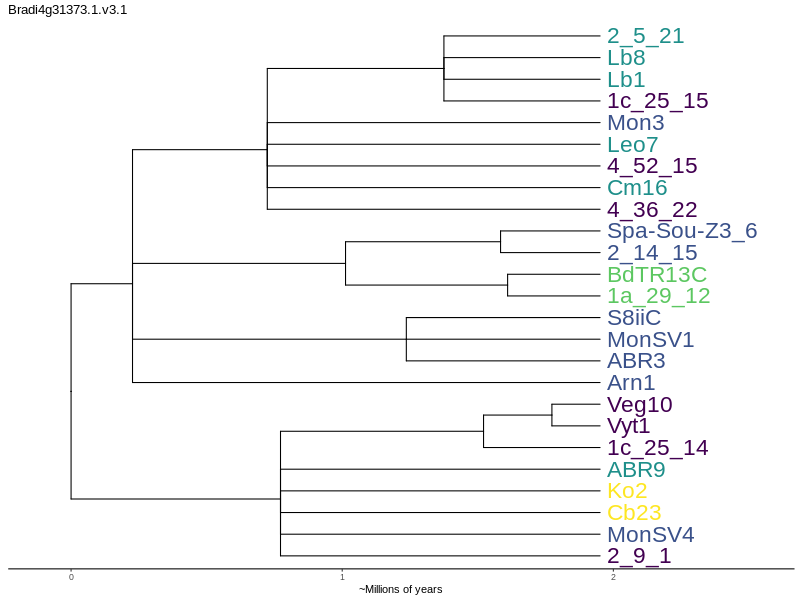 Bradi4g31373.1.v3.1
2_5_21
Lb8
Lb1
1c_25_15
Mon3
Leo7
4_52_15
Cm16
4_36_22
Spa-Sou-Z3_6
2_14_15
BdTR13C
1a_29_12
S8iiC
MonSV1
ABR3
Arn1
Veg10
Vyt1
1c_25_14
ABR9
Ko2
Cb23
MonSV4
2_9_1
0 1 2
~Millions of years